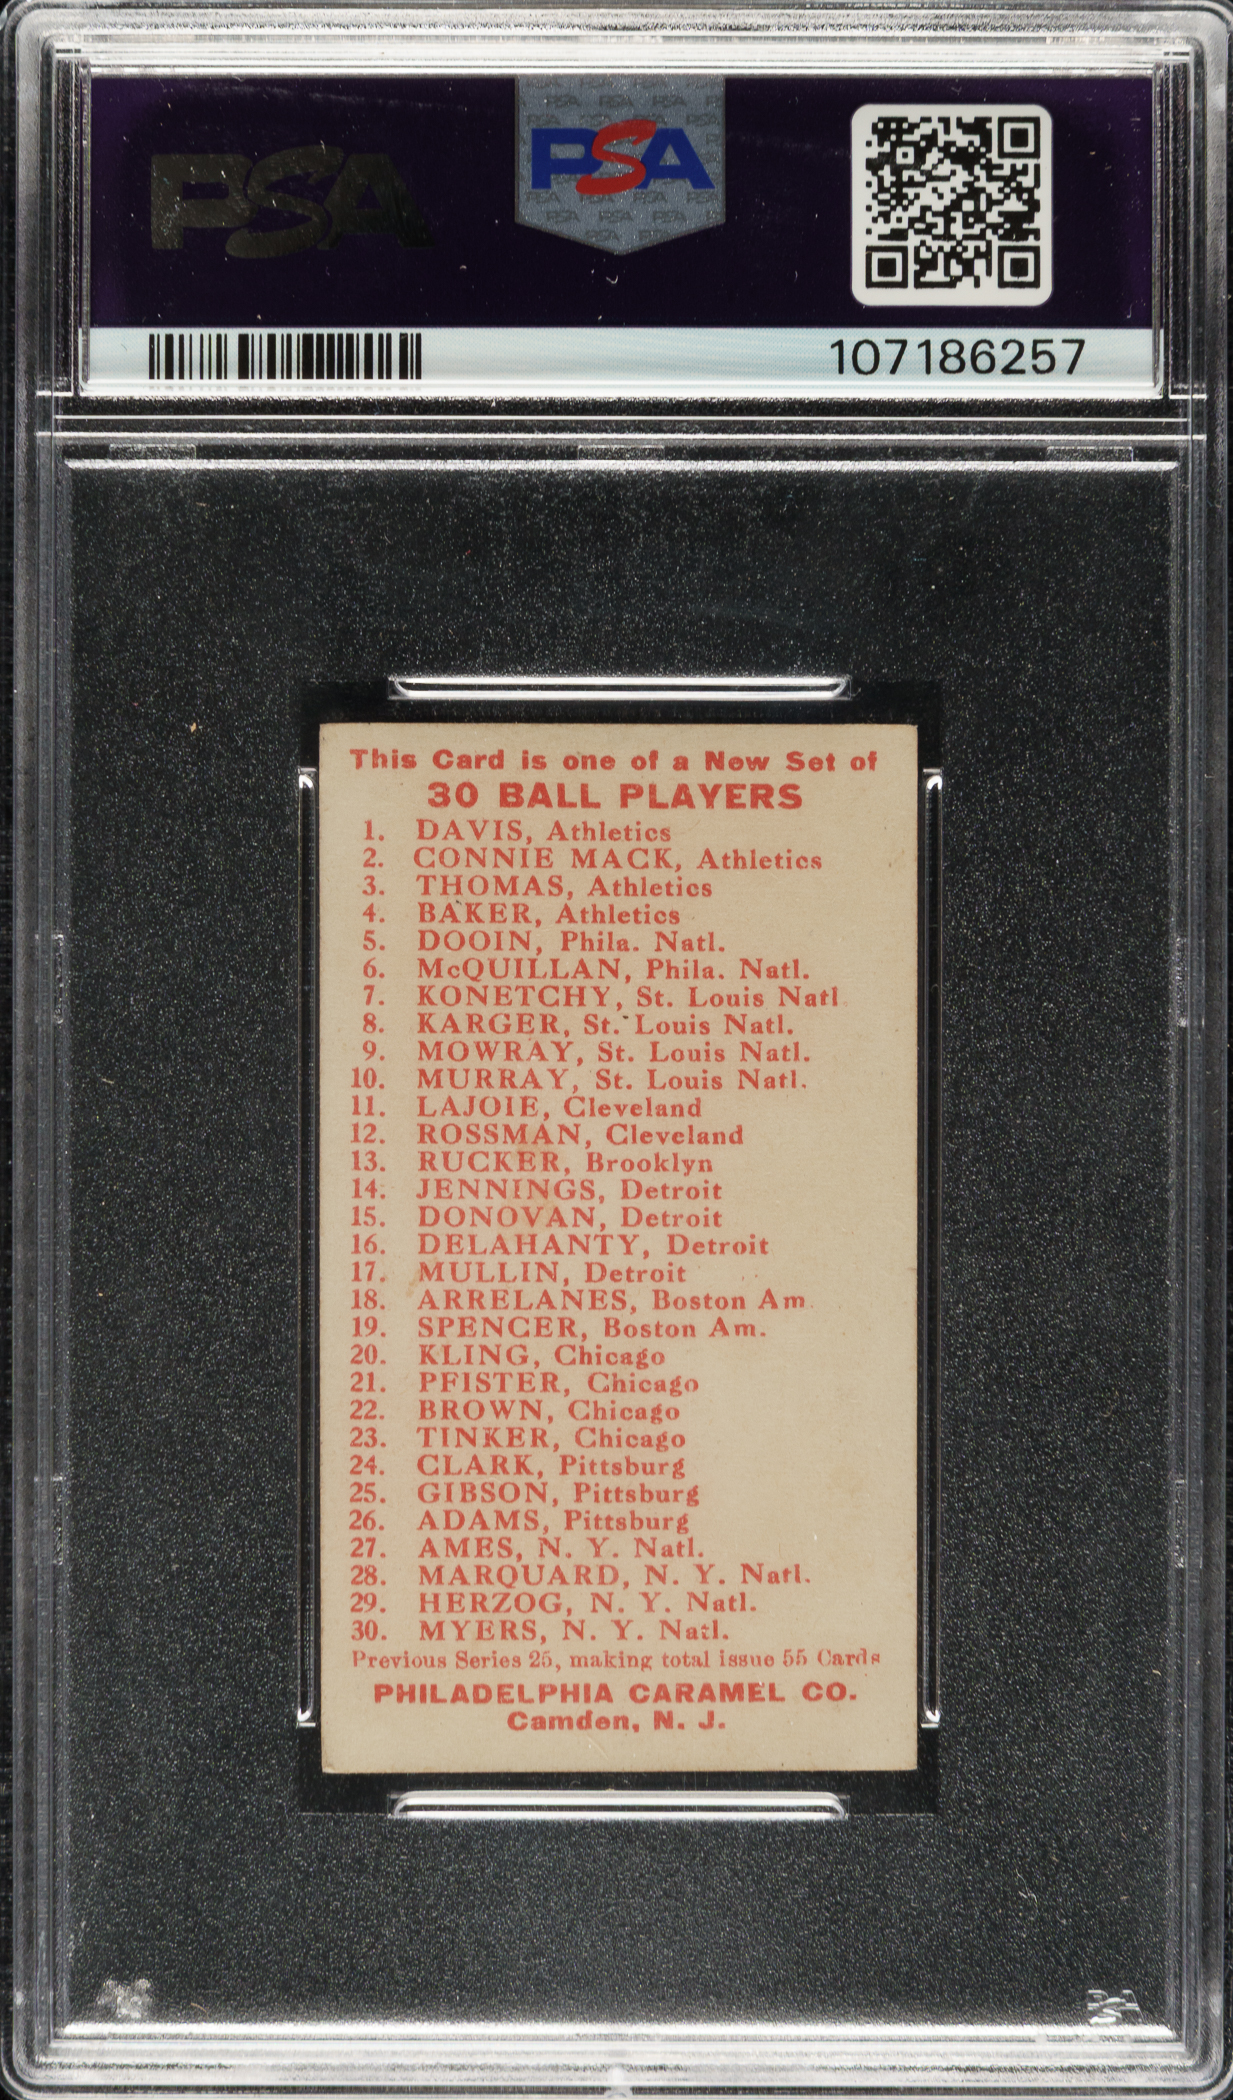 PSA
PSA
107186257
This Card is one of a New Set of
30 BALL PLAYERS
1. DAVIS, Athletics
2. CONNIE MACK, Athletics
3. THOMAS, Athletics
4. BAKER, Athletics
5. DOOIN, Phila. Natl.
6. McQUILLAN, Phila. Natl.
7. KONETCHY, St. Louis Natl
8. KARGER, St. Louis Natl.
9. MOWRAY, St. Louis Natl.
10. MURRAY, St. Louis Natl.
11. LAJOIE, Cleveland
12. ROSSMAN, Cleveland
13. RUCKER, Brooklyn
14. JENNINGS, Detroit
15. DONOVAN, Detroit
16. DELAHANTY, Detroit
17. MULLIN, Detroit
18. ARRELANES, Boston Am.
19. SPENCER, Boston Am.
20. KLING, Chicago
21. PFISTER, Chicago
22. BROWN, Chicago
23. TINKER, Chicago
24. CLARK, Pittsburg
25. GIBSON, Pittsburg
26. ADAMS, Pittsburg
27. AMES, N. Y. Natl.
28. MARQUARD, N. Y. Natl.
29. HERZOG, N. Y. Natl.
30. MYERS, N. Y. Natl.
Previous Series 25, making total issue 55 Cards
PHILADELPHIA CARAMEL CO.
Camden, N. J.